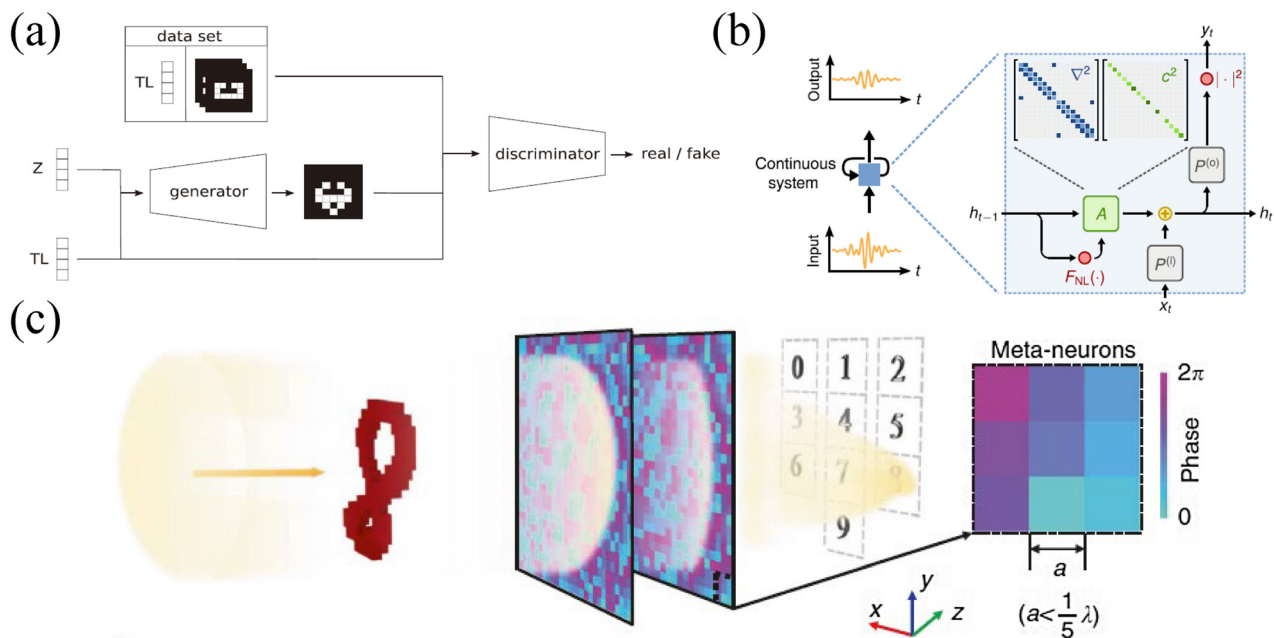 (a)
data set
TL
Z
generator
TL
discriminator
real / fake
(b)
Output
t
Continuous
system
Input
t
y_t
∇²
c²
|·|²
P^(o)
h_{t−1}
A
+
h_t
F_NL(·)
P^(i)
x_t
(c)
0 1 2
3 4 5
6 7 8
9
Meta-neurons
2π
Phase
0
a
(a<1/5 λ)
x
y
z